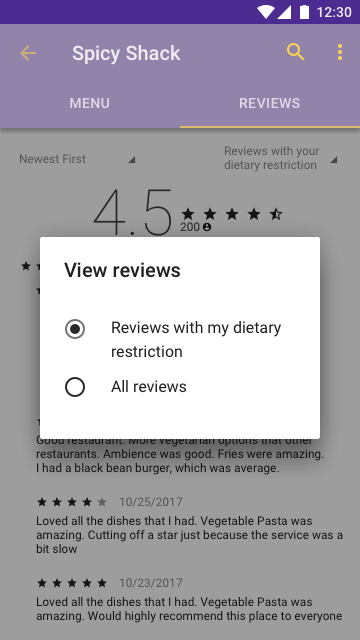 12:30
Spicy Shack
MENU
REVIEWS
Newest First
Reviews with your
dietary restriction
4.5
200
View reviews
Reviews with my dietary
restriction
All reviews
Good restaurant. More vegetarian options that other
restaurants. Ambience was good. Fries were amazing.
I had a black bean burger, which was average.
10/25/2017
Loved all the dishes that I had. Vegetable Pasta was
amazing. Cutting off a star just because the service was a
bit slow
10/23/2017
Loved all the dishes that I had. Vegetable Pasta was
amazing. Would highly recommend this place to everyone